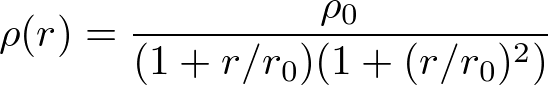 ρ(r) = ρ₀ / ((1 + r/r₀)(1 + (r/r₀)²))